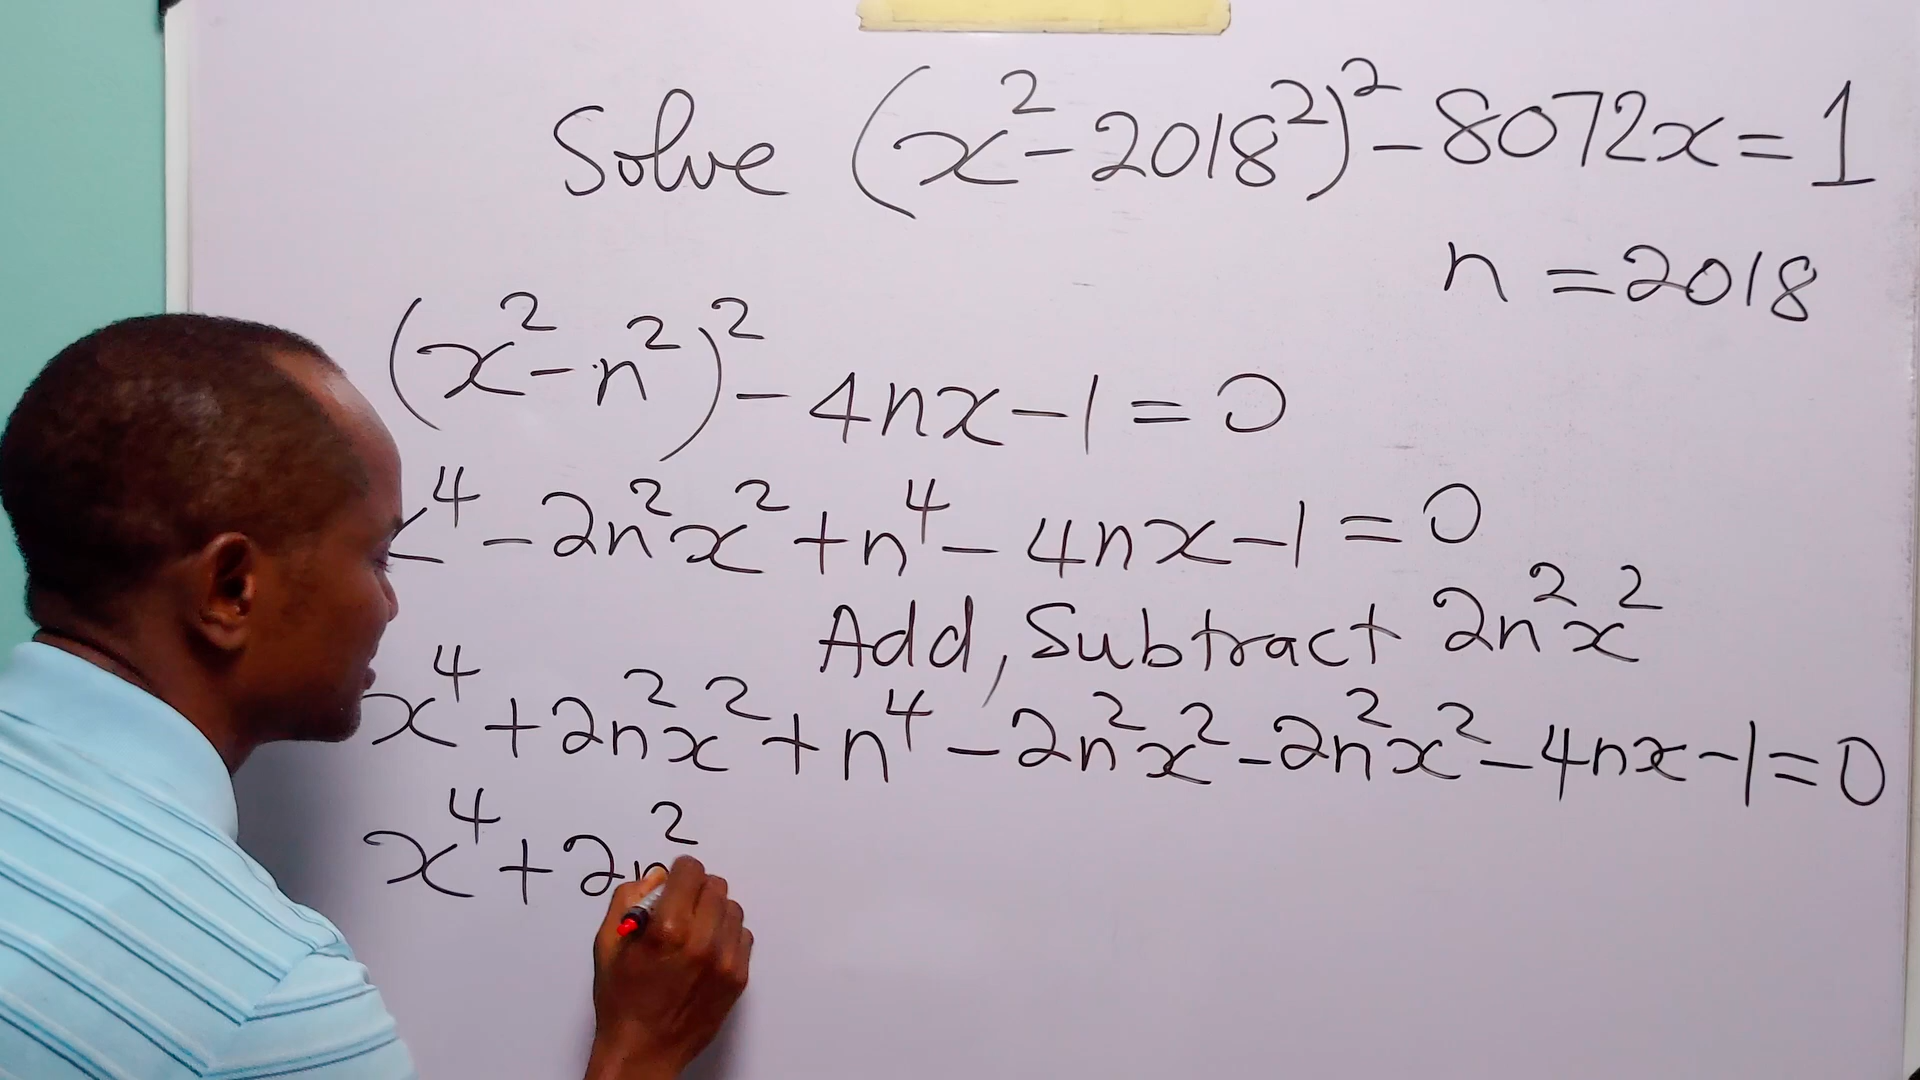 Solve (x²-2018²)²-8072x=1
n=2018
(x²-n²)²-4nx-1=0
x⁴-2n²x²+n⁴-4nx-1=0
Add, Subtract 2n²x²
x⁴+2n²x²+n⁴-2n²x²-2n²x²-4nx-1=0
x⁴+2n²